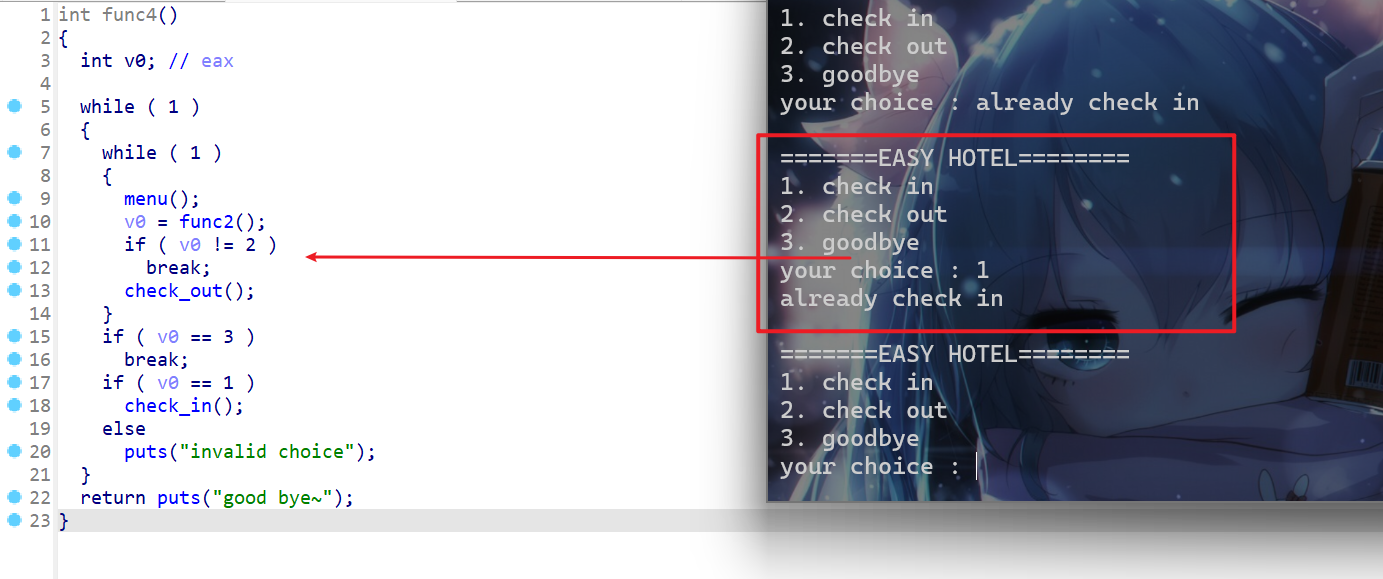 1 int func4()
2 {
3 int v0; // eax
4
5 while ( 1 )
6 {
7 while ( 1 )
8 {
9 menu();
10 v0 = func2();
11 if ( v0 != 2 )
12 break;
13 check_out();
14 }
15 if ( v0 == 3 )
16 break;
17 if ( v0 == 1 )
18 check_in();
19 else
20 puts("invalid choice");
21 }
22 return puts("good bye~");
23 }
1. check in
2. check out
3. goodbye
your choice : already check in
=======EASY HOTEL========
1. check in
2. check out
3. goodbye
your choice : 1
already check in
=======EASY HOTEL========
1. check in
2. check out
3. goodbye
your choice :